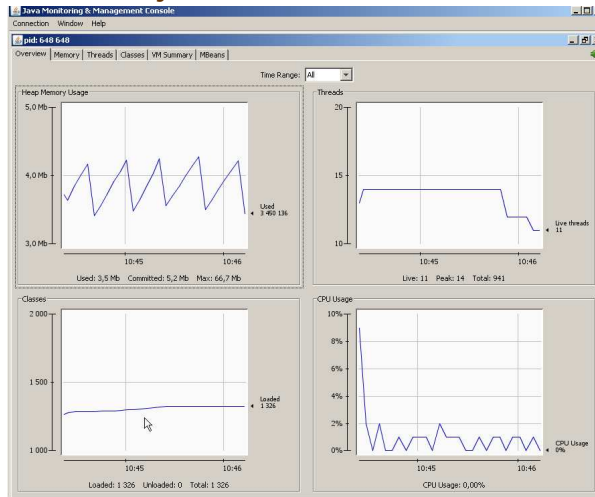 Java Monitoring & Management Console
Connection Window Help
pid: 648 648
Overview Memory Threads Classes VM Summary MBeans
Time Range: All
Heap Memory Usage
5,0 Mb
4,0 Mb
3,0 Mb
Used
3 450 136
10:45 10:46
Used: 3,5 Mb Committed: 5,2 Mb Max: 66,7 Mb
Threads
20
15
10
Live threads
11
10:45 10:46
Live: 11 Peak: 14 Total: 941
Classes
2 000
1 500
1 000
Loaded
1 326
10:45 10:46
Loaded: 1 326 Unloaded: 0 Total: 1 326
CPU Usage
10%
8%
6%
4%
2%
0%
CPU Usage
0%
10:45 10:46
CPU Usage: 0,00%